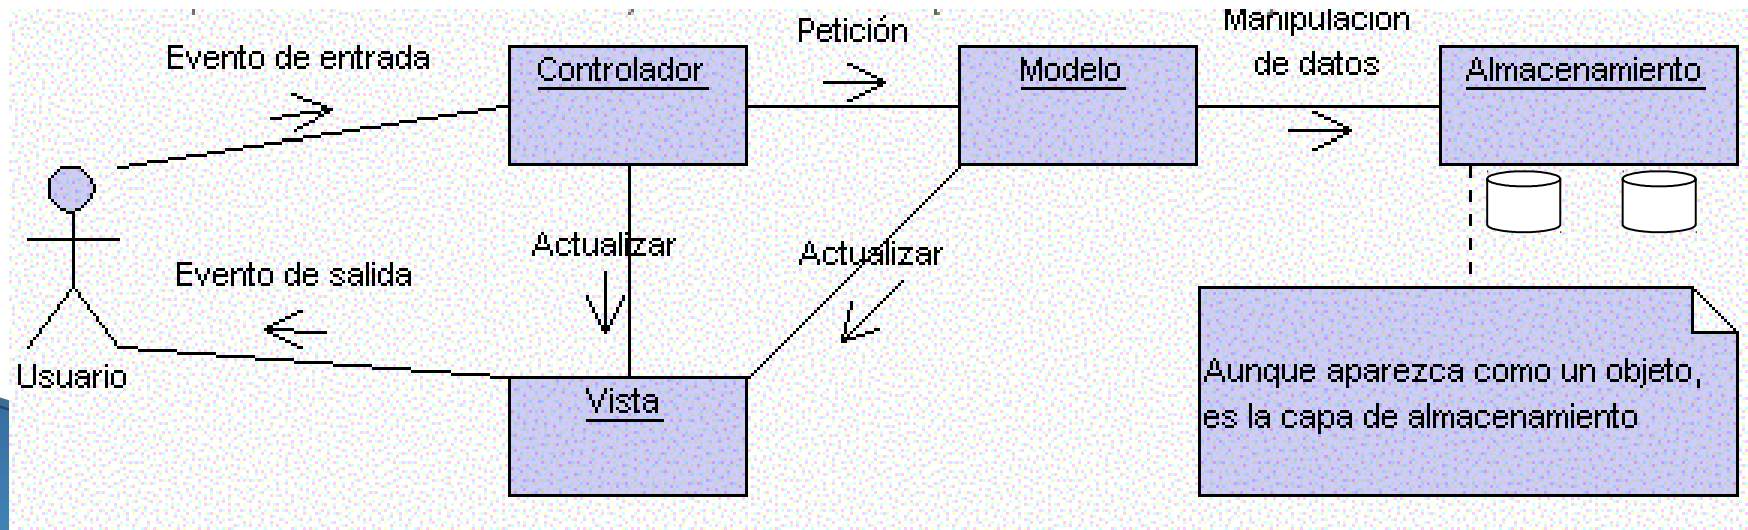 Evento de entrada
Controlador
Petición
Modelo
Manipulación
de datos
Almacenamiento
Actualizar
Actualizar
Evento de salida
Usuario
Vista
Aunque aparezca como un objeto,
es la capa de almacenamiento